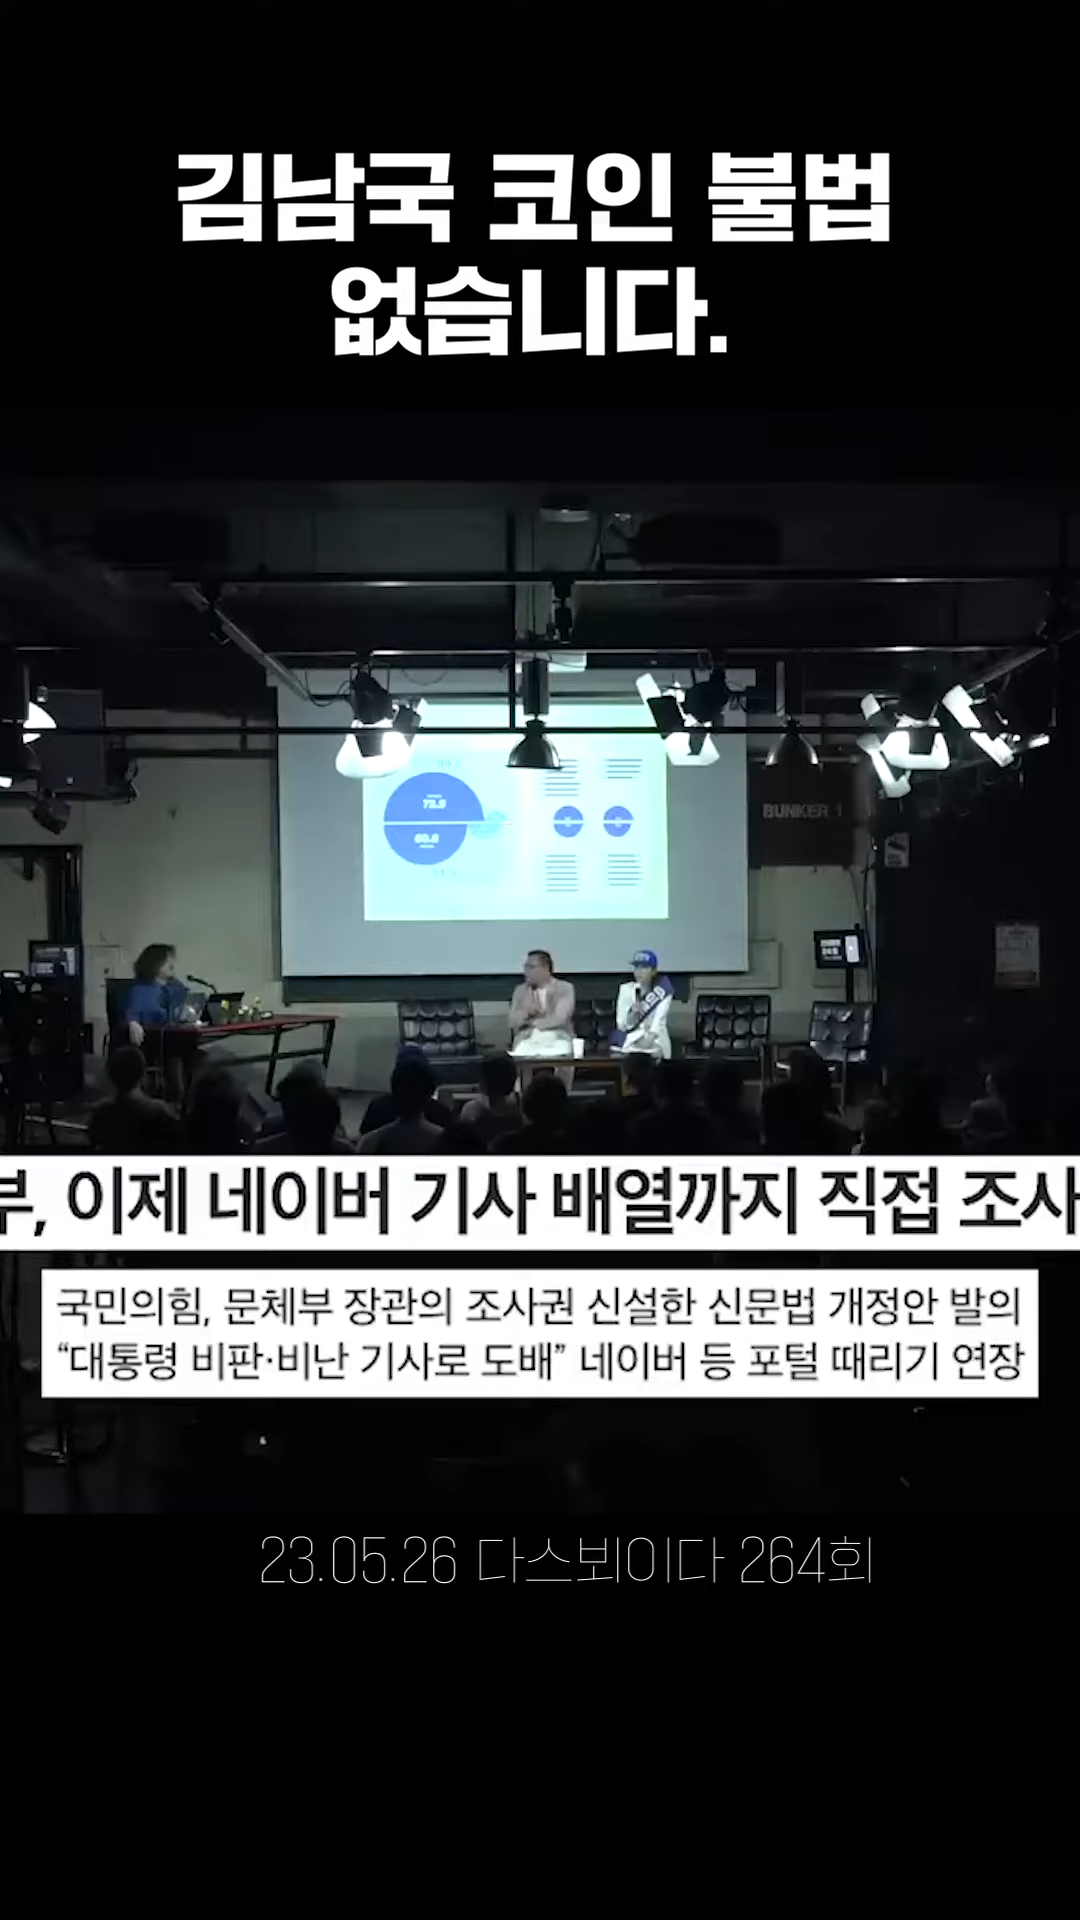 김남국 코인 불법
없습니다.
72.5
60.6
BUNKER 1
부, 이제 네이버 기사 배열까지 직접 조사
국민의힘, 문체부 장관의 조사권 신설한 신문법 개정안 발의
“대통령 비판·비난 기사로 도배” 네이버 등 포털 때리기 연장
23.05.26 다스뵈이다 264회